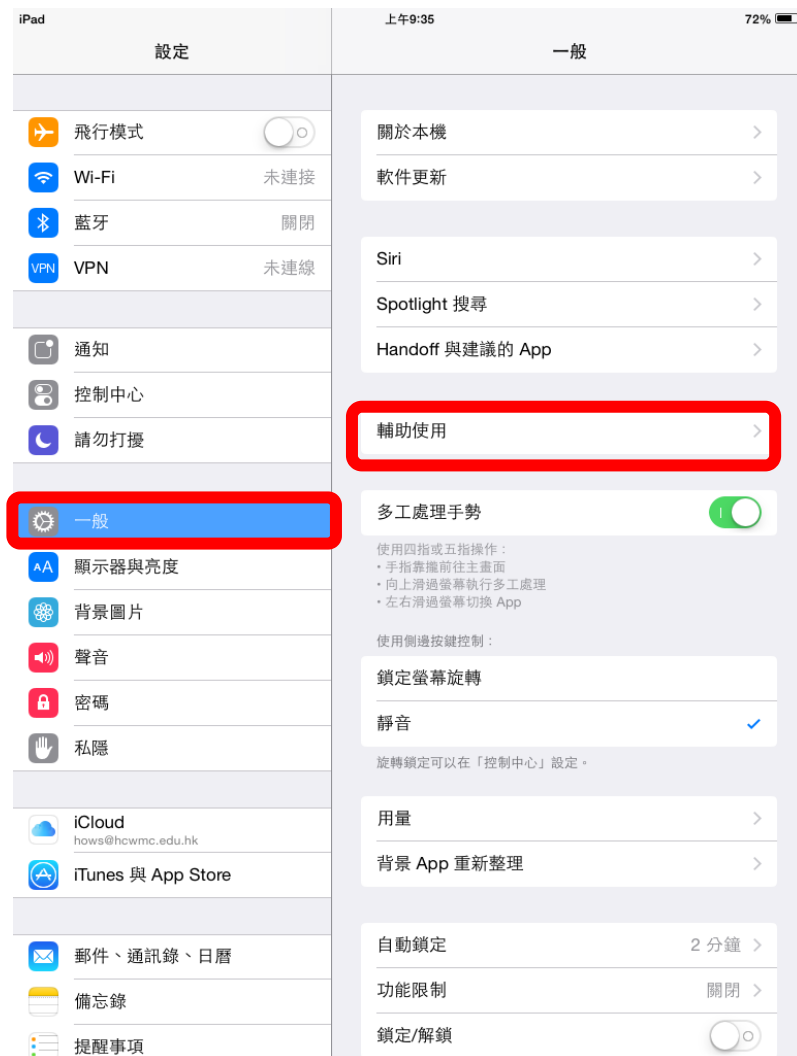 iPad
上午9:35
72%
設定
一般
飛行模式
Wi-Fi
未連接
藍牙
關閉
VPN
VPN
未連線
通知
控制中心
請勿打擾
一般
AA
顯示器與亮度
背景圖片
聲音
密碼
私隱
iCloud
hows@hcwmc.edu.hk
iTunes 與 App Store
郵件、通訊錄、日曆
備忘錄
提醒事項
關於本機
軟件更新
Siri
Spotlight 搜尋
Handoff 與建議的 App
輔助使用
多工處理手勢
使用四指或五指操作：
• 手指靠攏前往主畫面
• 向上滑過螢幕執行多工處理
• 左右滑過螢幕切換 App
使用側邊按鍵控制：
鎖定螢幕旋轉
靜音
旋轉鎖定可以在「控制中心」設定。
用量
背景 App 重新整理
自動鎖定
2 分鐘
功能限制
關閉
鎖定/解鎖